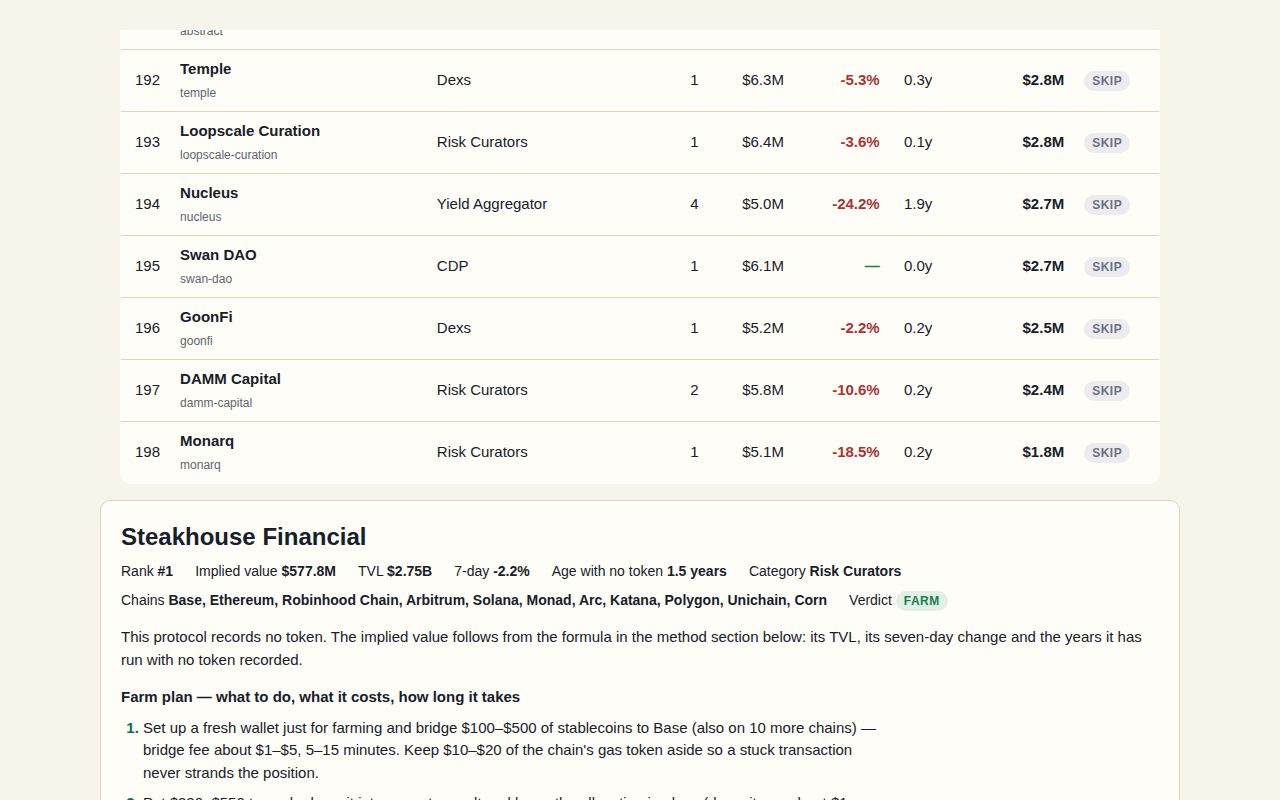 abstract
192 Temple Dexs 1 $6.3M -5.3% 0.3y $2.8M SKIP
temple
193 Loopscale Curation Risk Curators 1 $6.4M -3.6% 0.1y $2.8M SKIP
loopscale-curation
194 Nucleus Yield Aggregator 4 $5.0M -24.2% 1.9y $2.7M SKIP
nucleus
195 Swan DAO CDP 1 $6.1M — 0.0y $2.7M SKIP
swan-dao
196 GoonFi Dexs 1 $5.2M -2.2% 0.2y $2.5M SKIP
goonfi
197 DAMM Capital Risk Curators 2 $5.8M -10.6% 0.2y $2.4M SKIP
damm-capital
198 Monarq Risk Curators 1 $5.1M -18.5% 0.2y $1.8M SKIP
monarq
Steakhouse Financial
Rank #1 Implied value $577.8M TVL $2.75B 7-day -2.2% Age with no token 1.5 years Category Risk Curators
Chains Base, Ethereum, Robinhood Chain, Arbitrum, Solana, Monad, Arc, Katana, Polygon, Unichain, Corn Verdict FARM
This protocol records no token. The implied value follows from the formula in the method section below: its TVL, its seven-day change and the years it has
run with no token recorded.
Farm plan — what to do, what it costs, how long it takes
1. Set up a fresh wallet just for farming and bridge $100–$500 of stablecoins to Base (also on 10 more chains) —
bridge fee about $1–$5, 5–15 minutes. Keep $10–$20 of the chain's gas token aside so a stuck transaction
never strands the position.